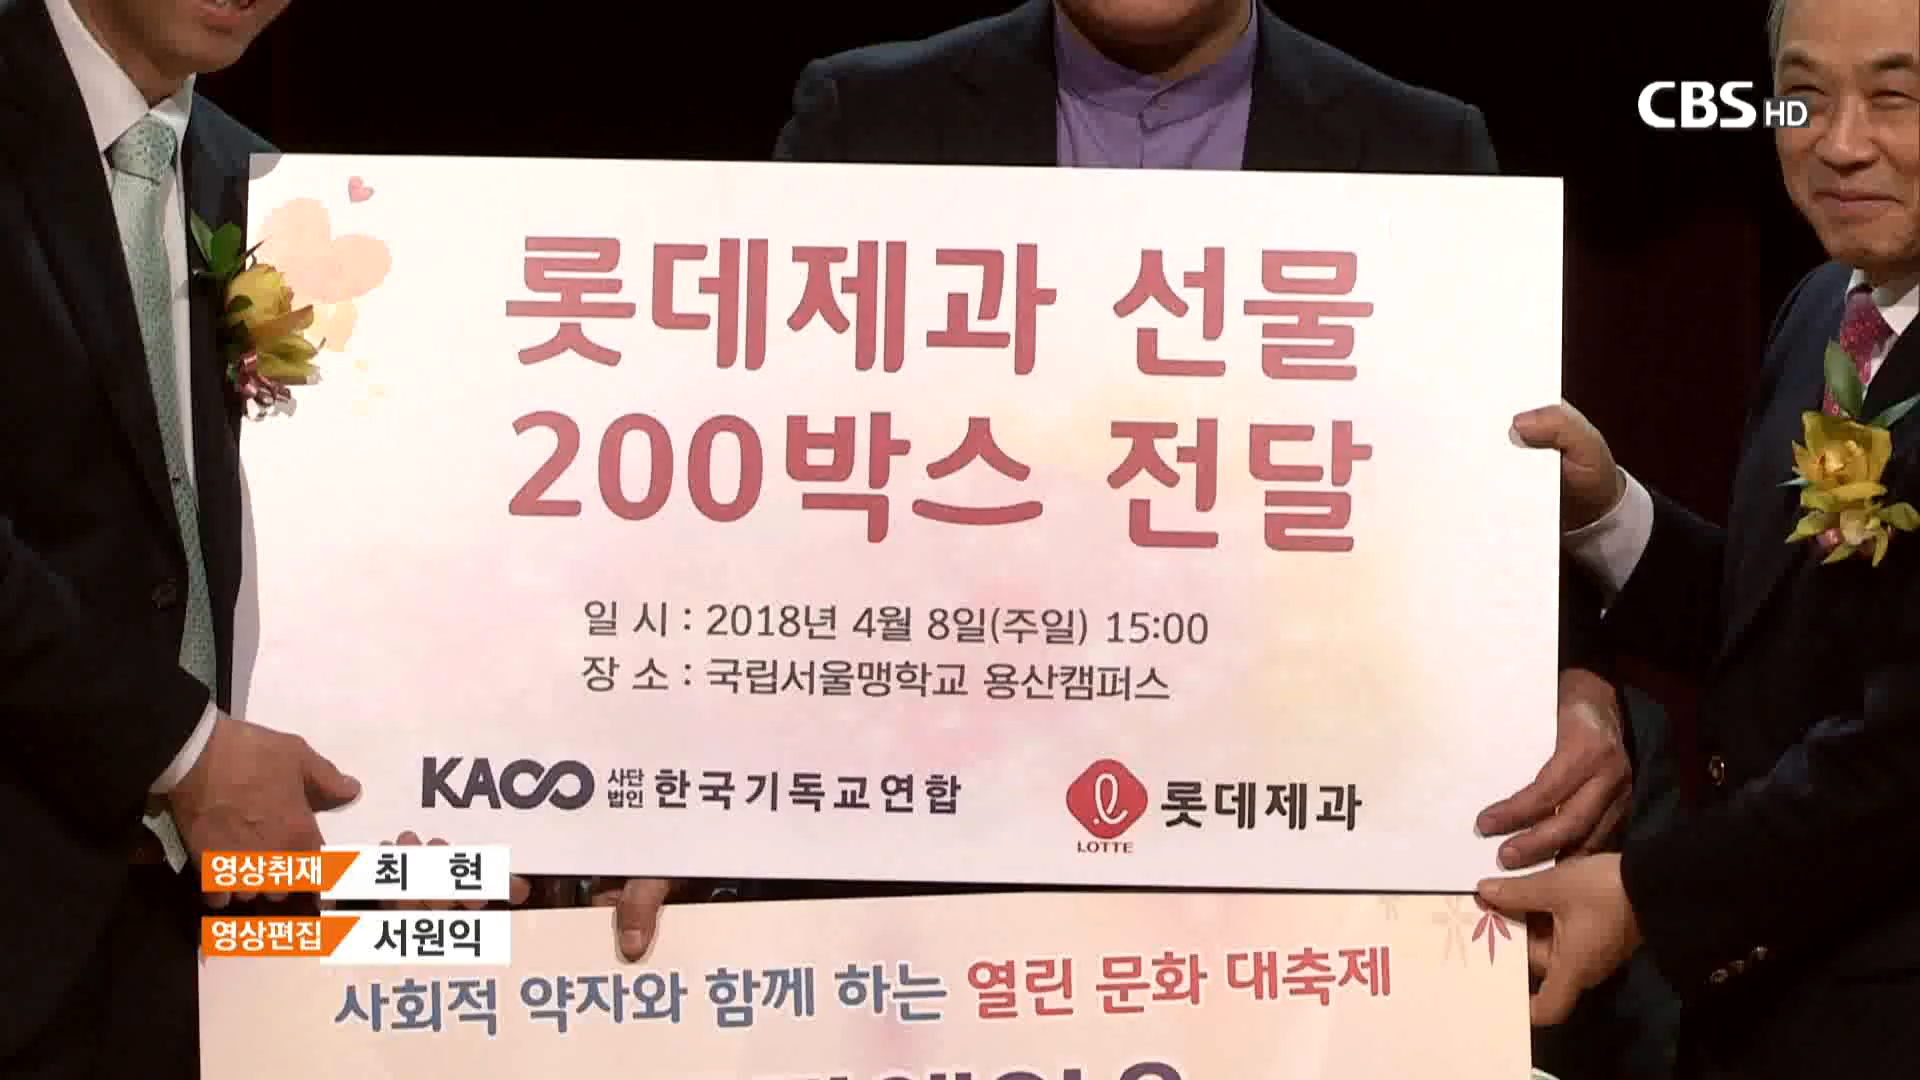 CBS HD
롯데제과 선물
200박스 전달
일 시 : 2018년 4월 8일(주일) 15:00
장 소 : 국립서울맹학교 용산캠퍼스
KACC 사단법인 한국기독교연합
롯데제과
LOTTE
영상취재 최 현
영상편집 서원익
사회적 약자와 함께 하는 열린 문화 대축제